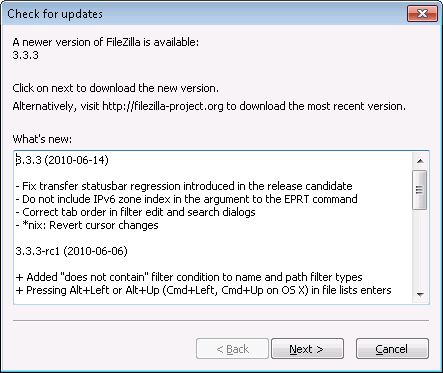 Check for updates
A newer version of FileZilla is available:
3.3.3
Click on next to download the new version.
Alternatively, visit http://filezilla-project.org to download the most recent version.
What's new:
3.3.3 (2010-06-14)
- Fix transfer statusbar regression introduced in the release candidate
- Do not include IPv6 zone index in the argument to the EPRT command
- Correct tab order in filter edit and search dialogs
- *nix: Revert cursor changes
3.3.3-rc1 (2010-06-06)
+ Added "does not contain" filter condition to name and path filter types
+ Pressing Alt+Left or Alt+Up (Cmd+Left, Cmd+Up on OS X) in file lists enters
< Back
Next >
Cancel